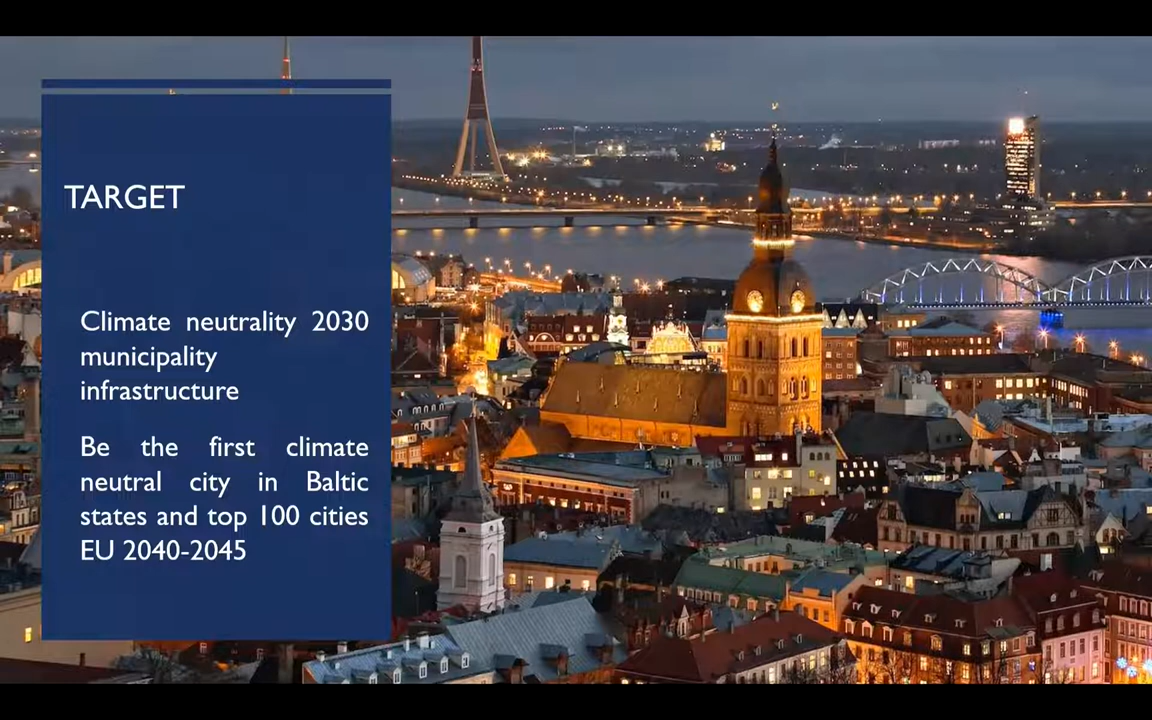 TARGET
Climate neutrality 2030
municipality
infrastructure
Be the first climate
neutral city in Baltic
states and top 100 cities
EU 2040-2045